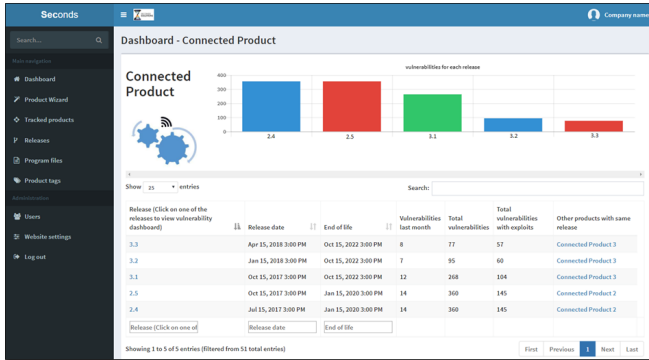 Seconds
Company name
Search...
Main navigation
Dashboard
Product Wizard
Tracked products
Releases
Program files
Product tags
Administration
Users
Website settings
Log out
Dashboard - Connected Product
Connected
Product
vulnerabilities for each release
400
300
200
100
0
2.4 2.5 3.1 3.2 3.3
Show 25 entries
Search:
Release (Click on one of the
releases to view vulnerability
dashboard)
Release date
End of life
Vulnerabilities
last month
Total
vulnerabilities
Total
vulnerabilities
with exploits
Other products with same
release
3.3 Apr 15, 2018 3:00 PM Oct 15, 2022 3:00 PM 8 77 57 Connected Product 3
3.2 Jan 15, 2018 3:00 PM Oct 15, 2022 3:00 PM 7 95 60 Connected Product 3
3.1 Oct 15, 2017 3:00 PM Oct 15, 2022 3:00 PM 12 268 104 Connected Product 3
2.5 Oct 15, 2017 3:00 PM Jan 15, 2020 3:00 PM 14 360 145 Connected Product 2
2.4 Jul 15, 2017 3:00 PM Jan 15, 2020 3:00 PM 14 360 145 Connected Product 2
Release (Click on one of Release date End of life
Showing 1 to 5 of 5 entries (filtered from 51 total entries)
First Previous 1 Next Last